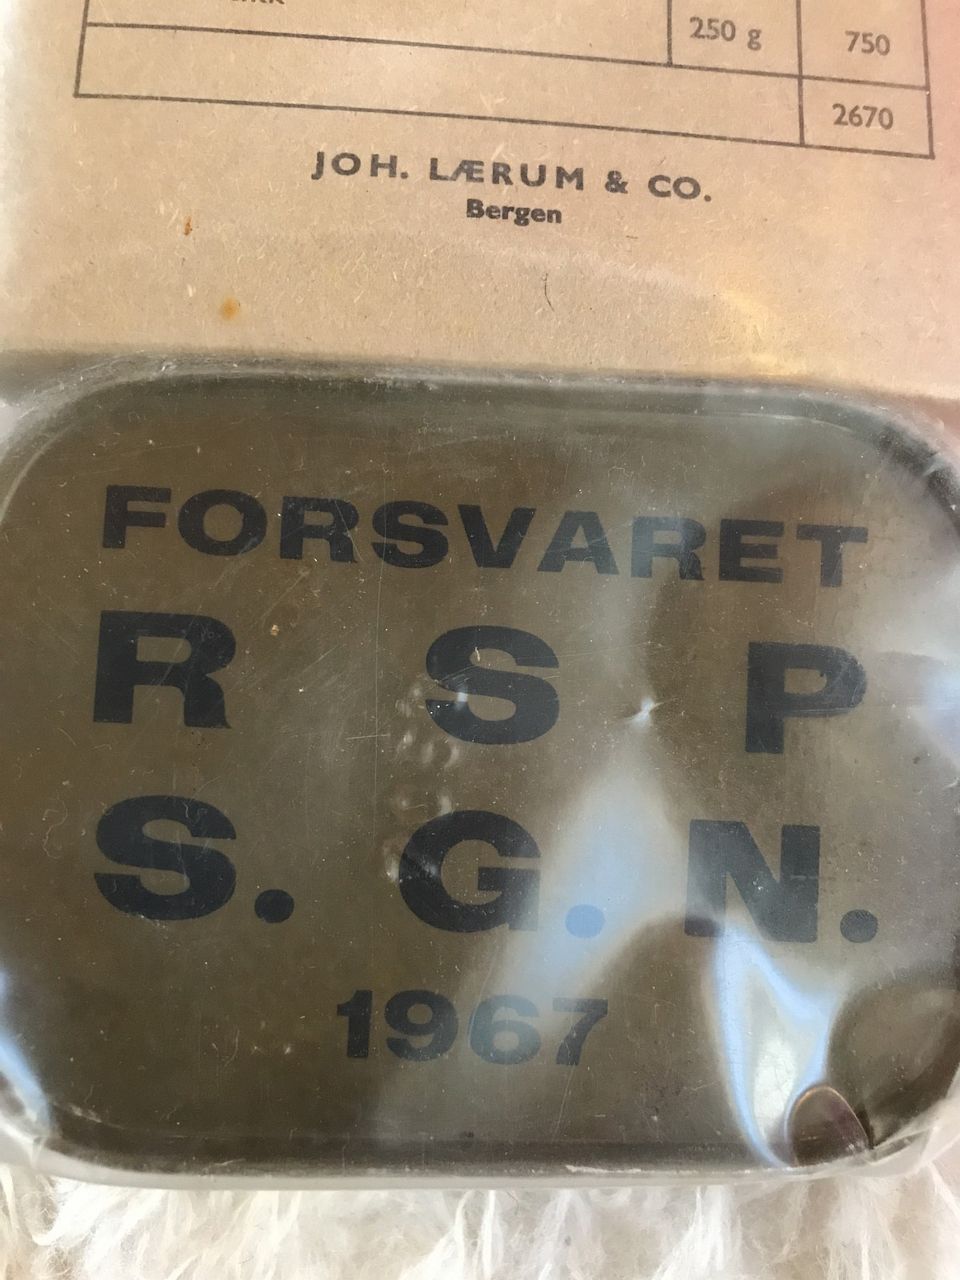 250 g 750
2670
JOH. LÆRUM & CO.
Bergen
FORSVARET
R S P
S. G. N.
1967